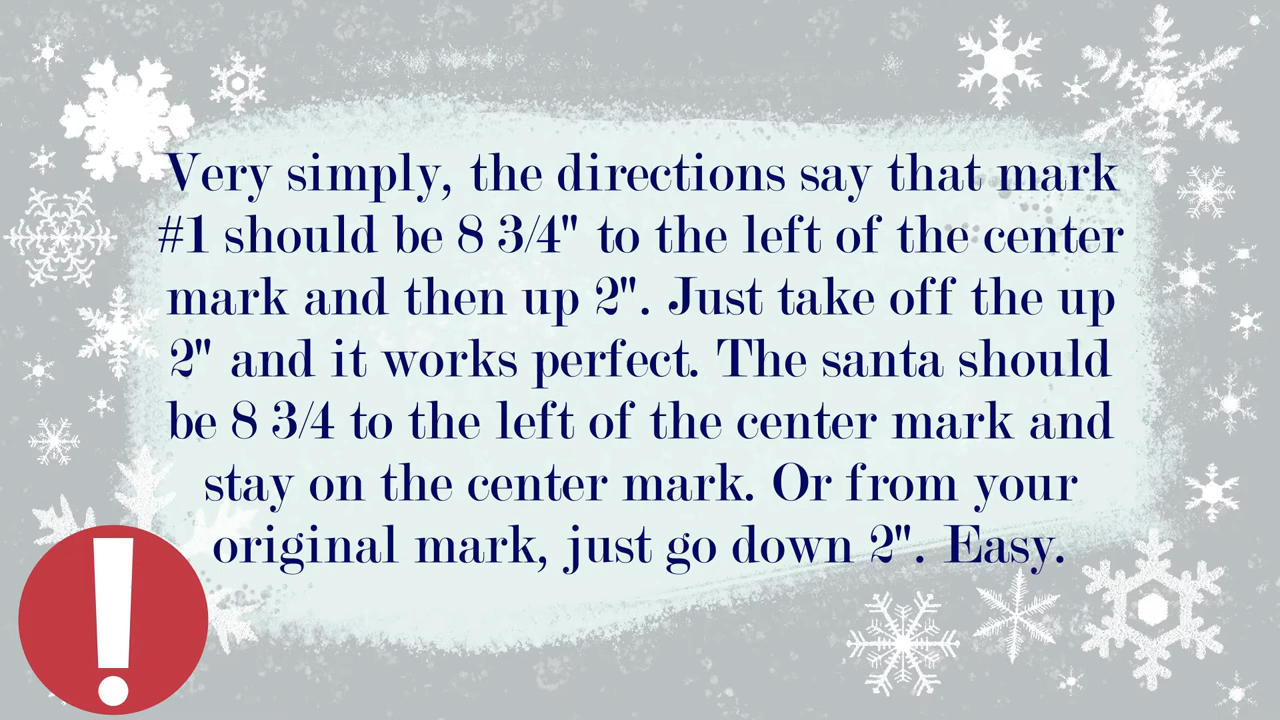 Very simply, the directions say that mark
#1 should be 8 3/4" to the left of the center
mark and then up 2". Just take off the up
2" and it works perfect. The santa should
be 8 3/4 to the left of the center mark and
stay on the center mark. Or from your
original mark, just go down 2". Easy.